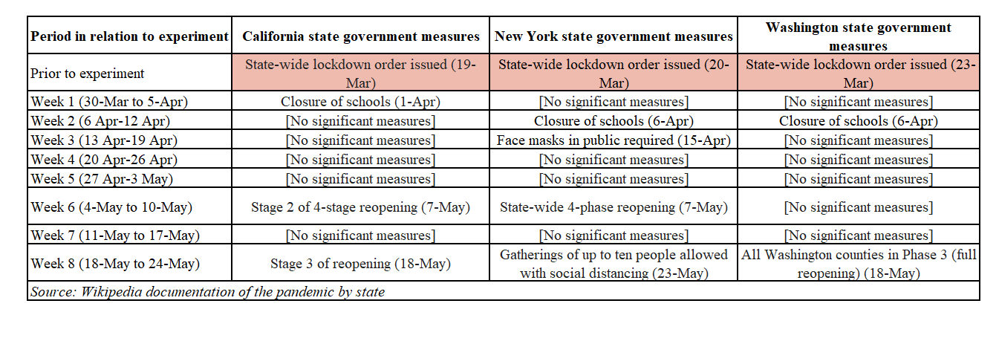 Period in relation to experiment California state government measures New York state government measures Washington state government measures
Prior to experiment State-wide lockdown order issued (19-Mar) State-wide lockdown order issued (20-Mar) State-wide lockdown order issued (23-Mar)
Week 1 (30-Mar to 5-Apr) Closure of schools (1-Apr) [No significant measures] [No significant measures]
Week 2 (6 Apr-12 Apr) [No significant measures] Closure of schools (6-Apr) Closure of schools (6-Apr)
Week 3 (13 Apr-19 Apr) [No significant measures] Face masks in public required (15-Apr) [No significant measures]
Week 4 (20 Apr-26 Apr) [No significant measures] [No significant measures] [No significant measures]
Week 5 (27 Apr-3 May) [No significant measures] [No significant measures] [No significant measures]
Week 6 (4-May to 10-May) Stage 2 of 4-stage reopening (7-May) State-wide 4-phase reopening (7-May) [No significant measures]
Week 7 (11-May to 17-May) [No significant measures] [No significant measures] [No significant measures]
Week 8 (18-May to 24-May) Stage 3 of reopening (18-May) Gatherings of up to ten people allowed with social distancing (23-May) All Washington counties in Phase 3 (full reopening) (18-May)
Source: Wikipedia documentation of the pandemic by state